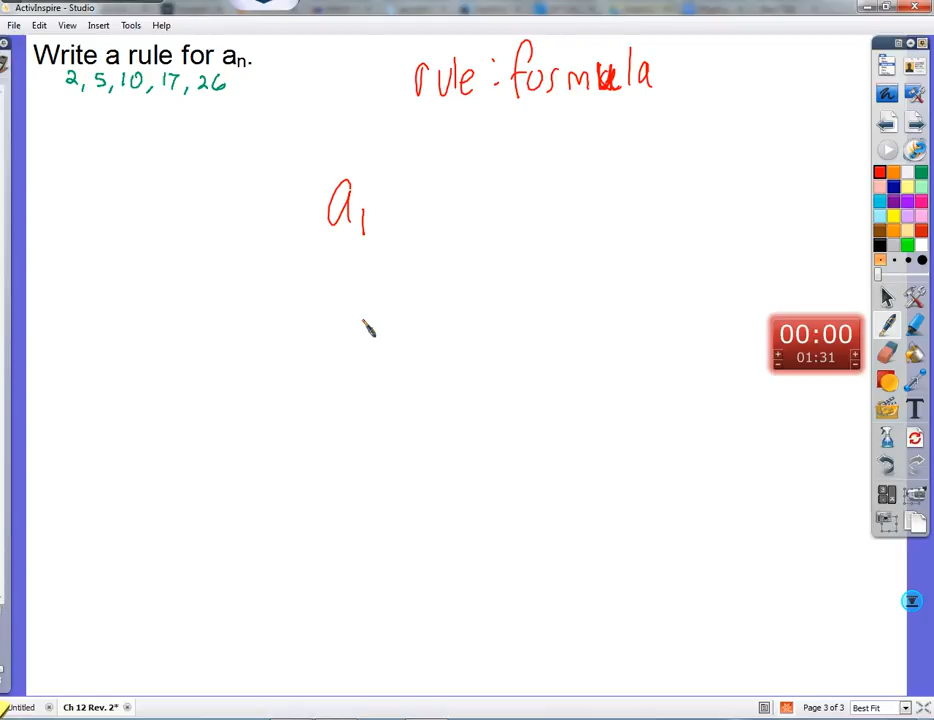 ActivInspire - Studio
File Edit View Insert Tools Help
Write a rule for an.
2, 5, 10, 17, 26
rule: formula
a1
00:00
01:31
T
Untitled
Ch 12 Rev. 2*
Page 3 of 3
Best Fit